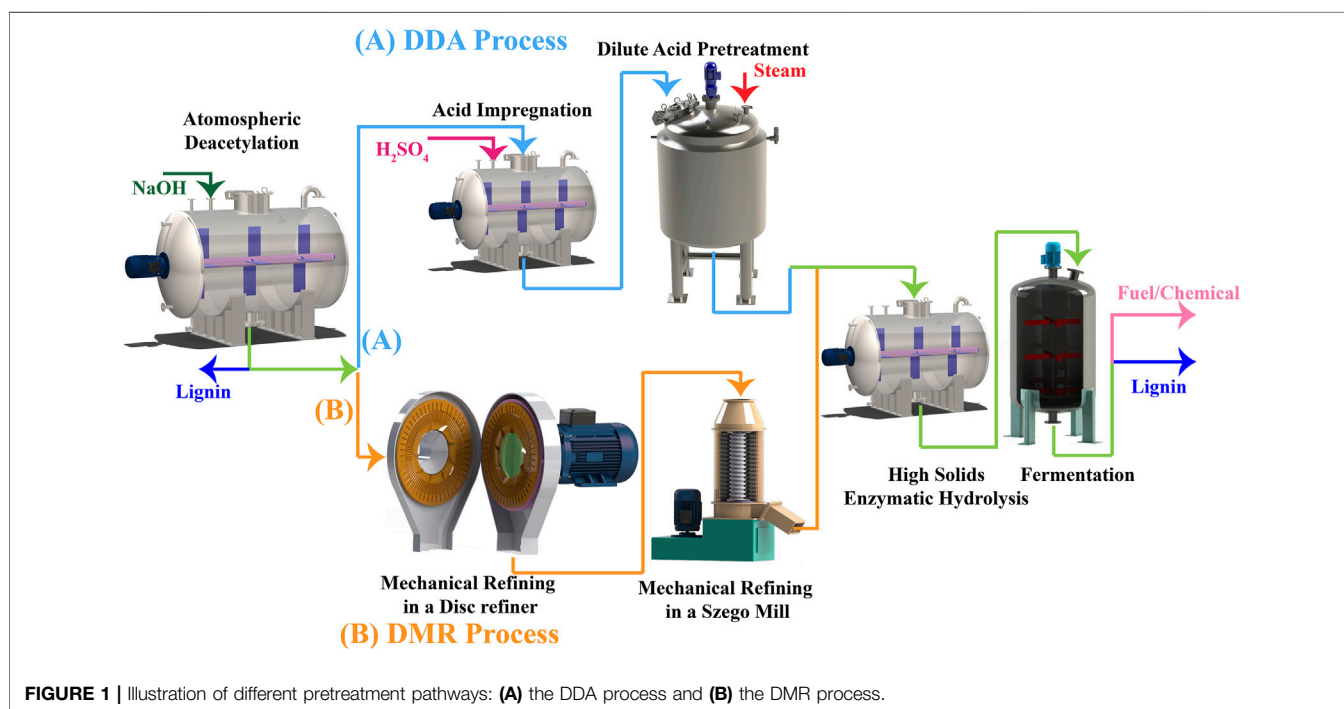 (A) DDA Process
Dilute Acid Pretreatment
Steam
Atomospheric
Deacetylation
Acid Impregnation
H₂SO₄
NaOH
(A)
Lignin
(B)
Fuel/Chemical
Lignin
High Solids
Enzymatic Hydrolysis
Fermentation
Mechanical Refining
in a Disc refiner
Mechanical Refining
in a Szego Mill
(B) DMR Process
FIGURE 1 | Illustration of different pretreatment pathways: (A) the DDA process and (B) the DMR process.